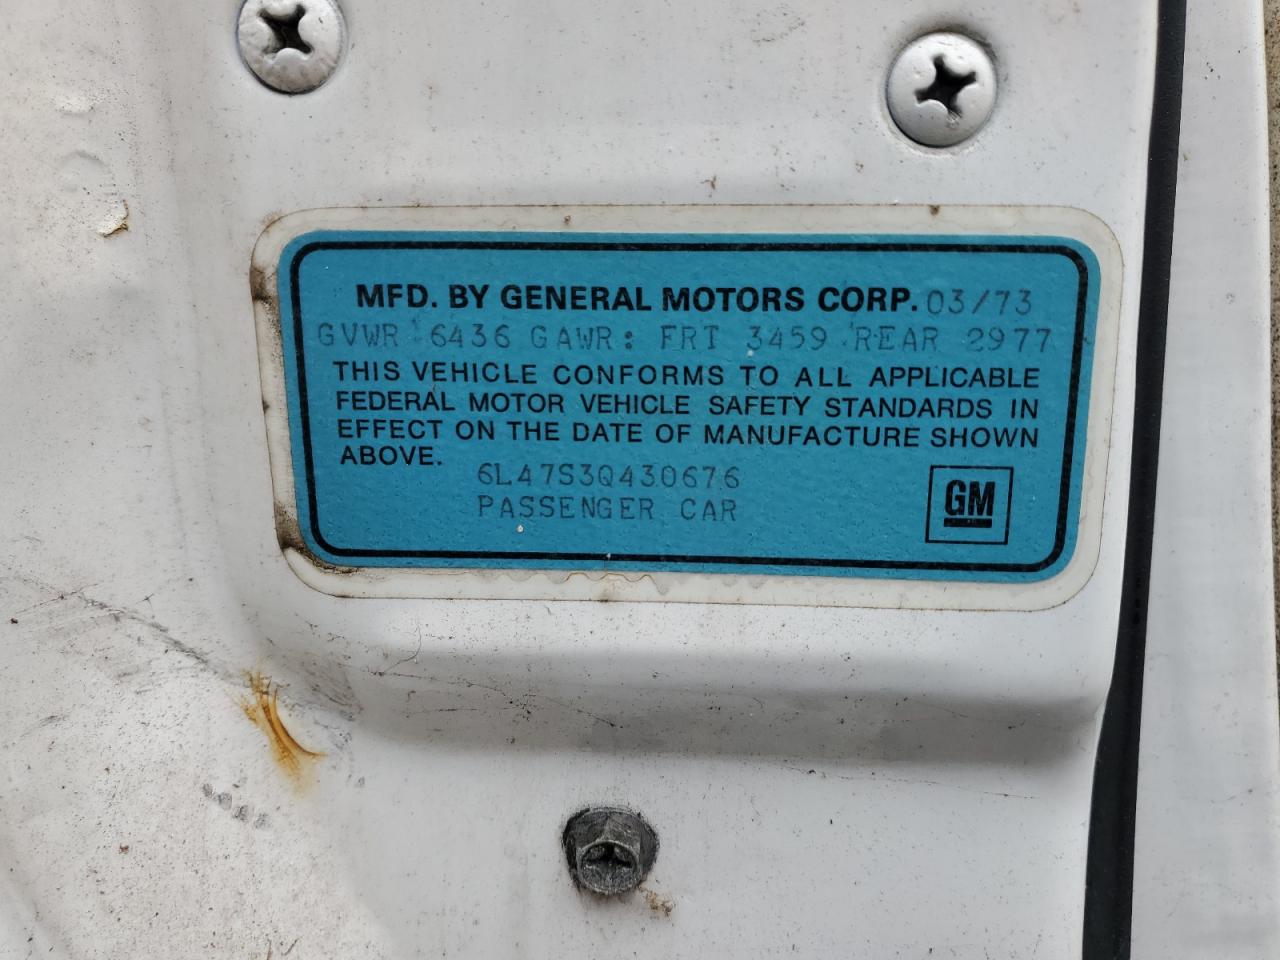 MFD. BY GENERAL MOTORS CORP. 03/73
GVWR : 6436 GAWR: FRT 3459 REAR 2977
THIS VEHICLE CONFORMS TO ALL APPLICABLE
FEDERAL MOTOR VEHICLE SAFETY STANDARDS IN
EFFECT ON THE DATE OF MANUFACTURE SHOWN
ABOVE.
6L47S3Q430676
PASSENGER CAR
GM